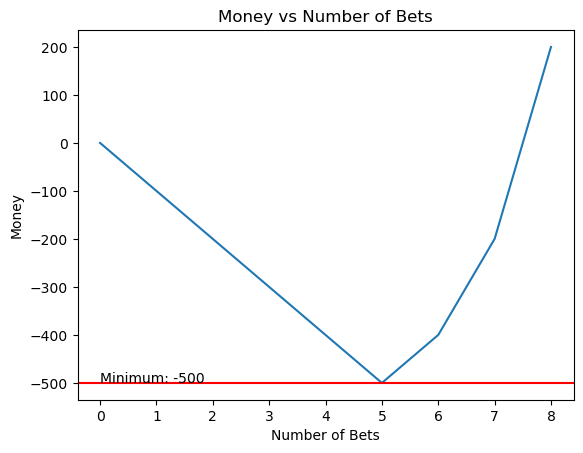 Money vs Number of Bets
200
100
0
−100
−200
−300
−400
−500
Money
Minimum: -500
0 1 2 3 4 5 6 7 8
Number of Bets